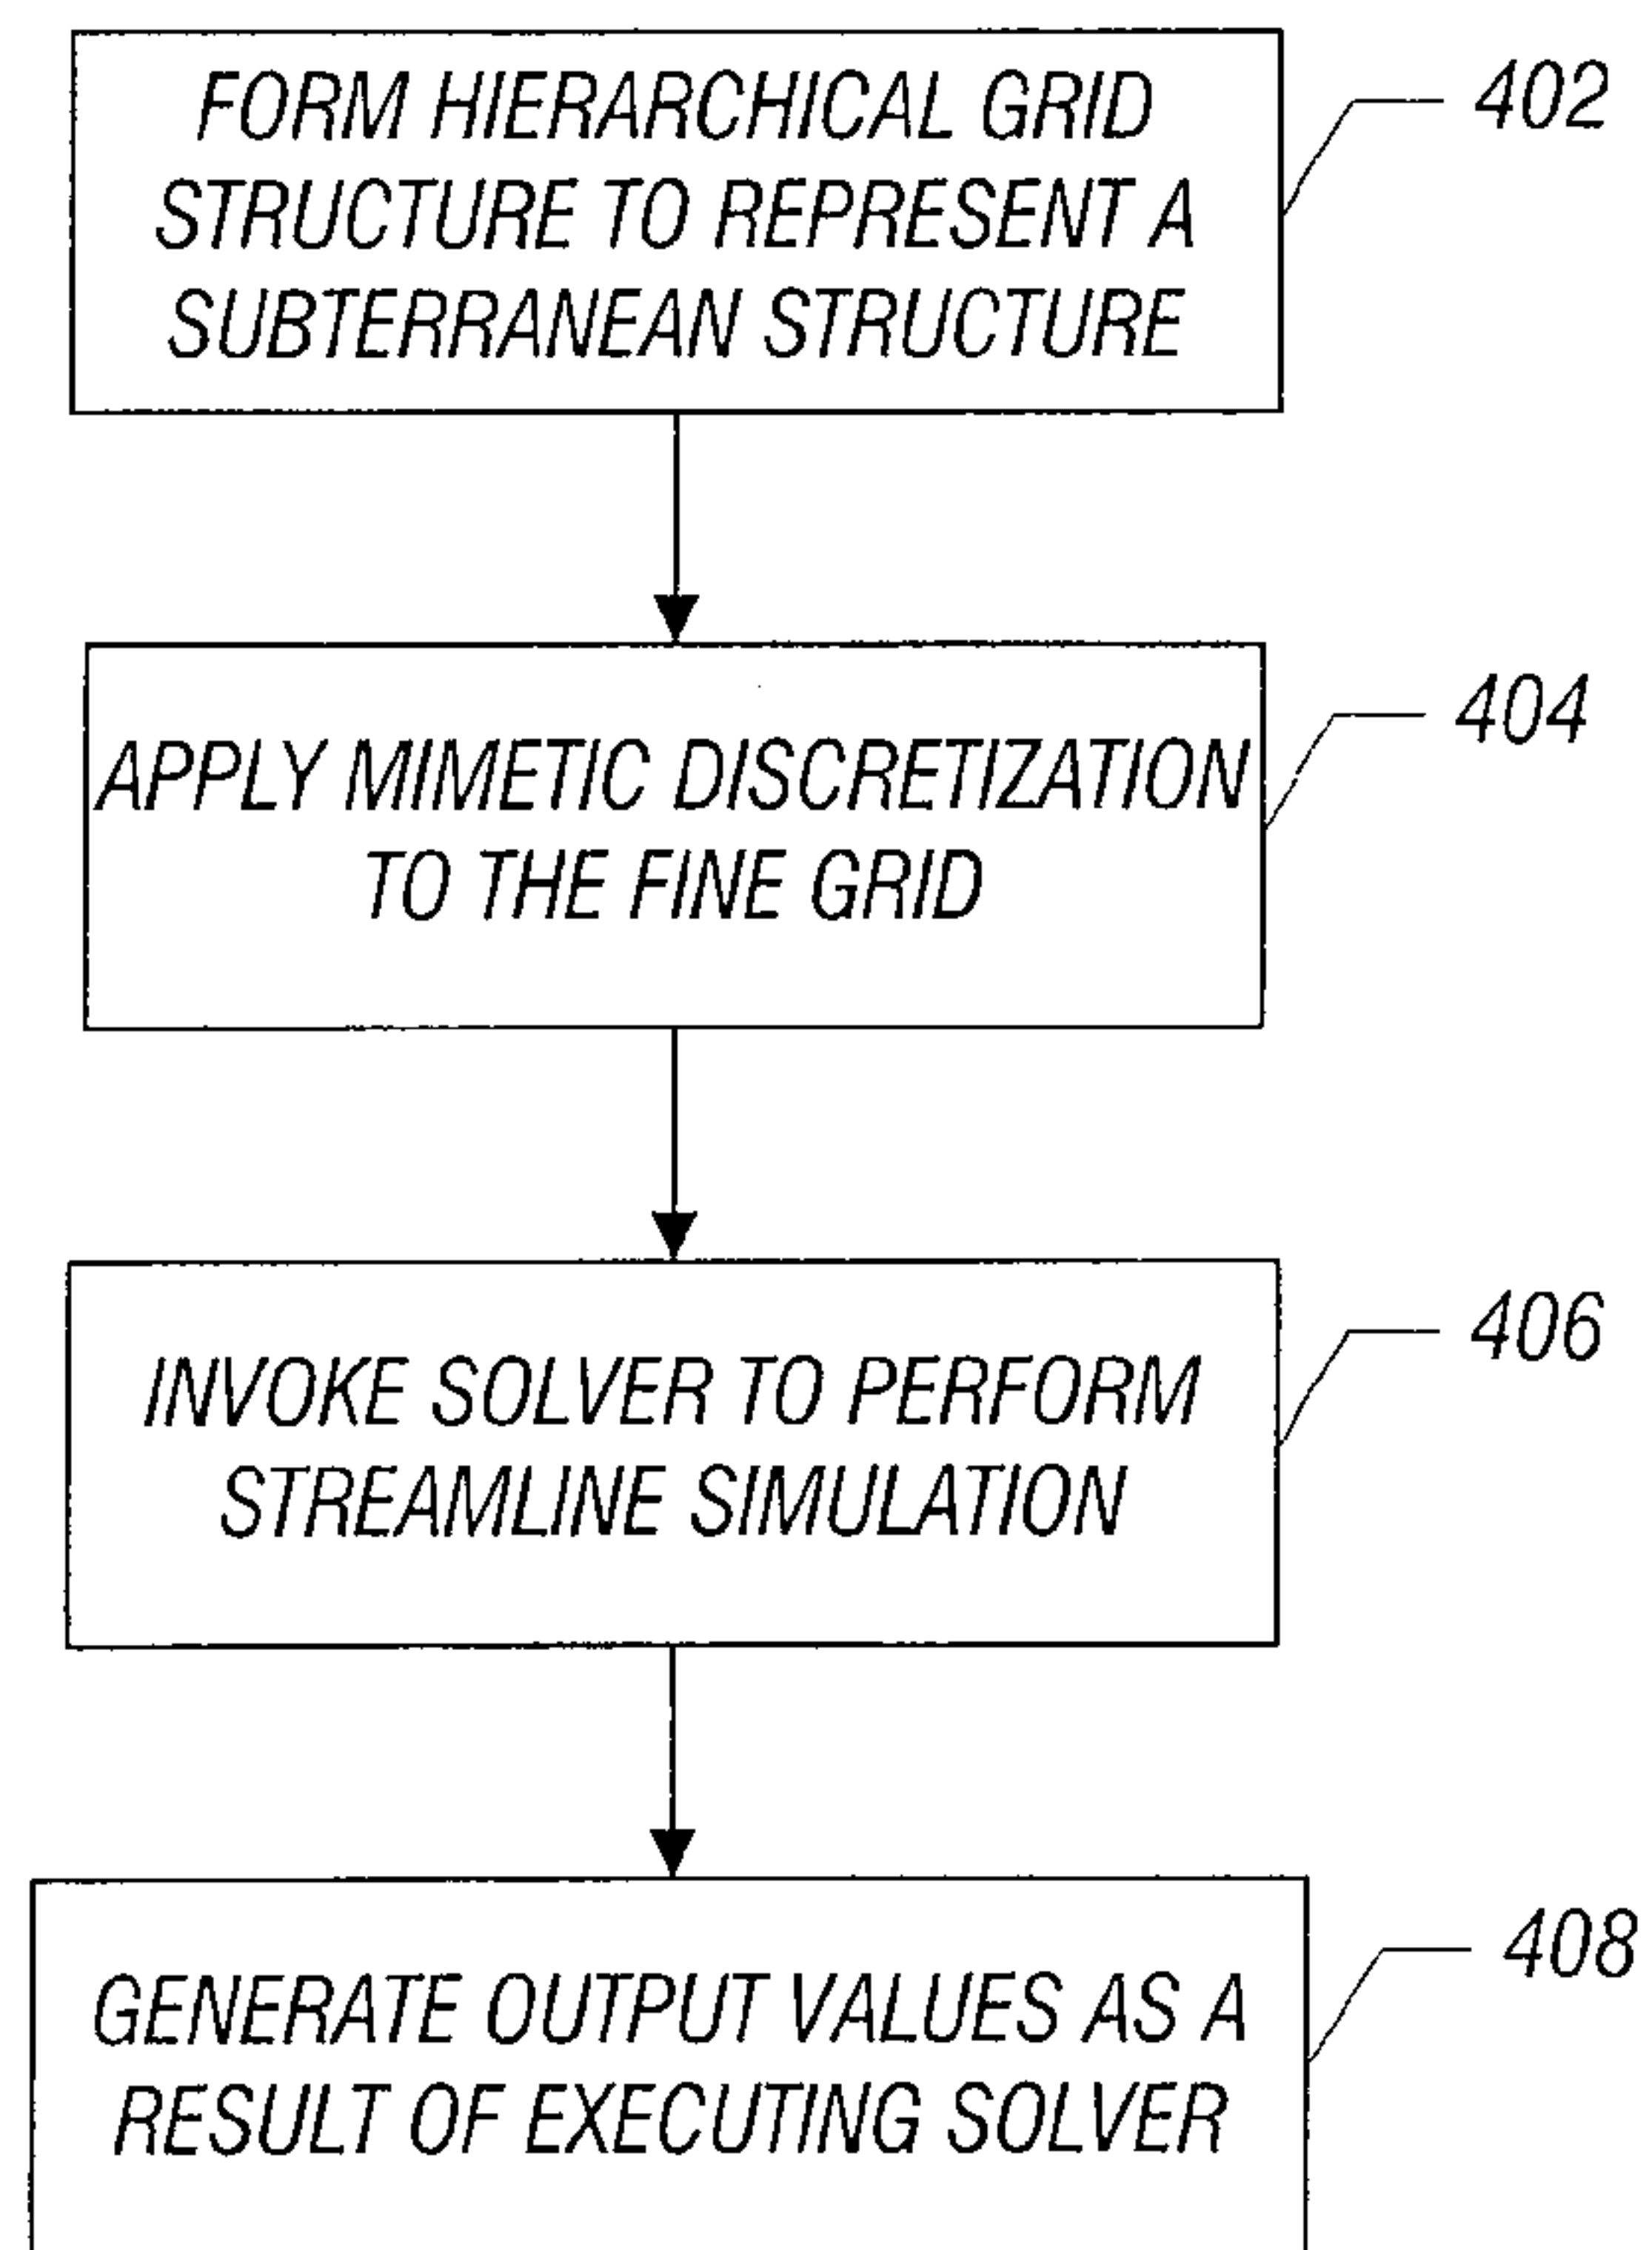 FORM HIERARCHICAL GRID
STRUCTURE TO REPRESENT A
SUBTERRANEAN STRUCTURE
402
APPLY MIMETIC DISCRETIZATION
TO THE FINE GRID
404
INVOKE SOLVER TO PERFORM
STREAMLINE SIMULATION
406
GENERATE OUTPUT VALUES AS A
RESULT OF EXECUTING SOLVER
408